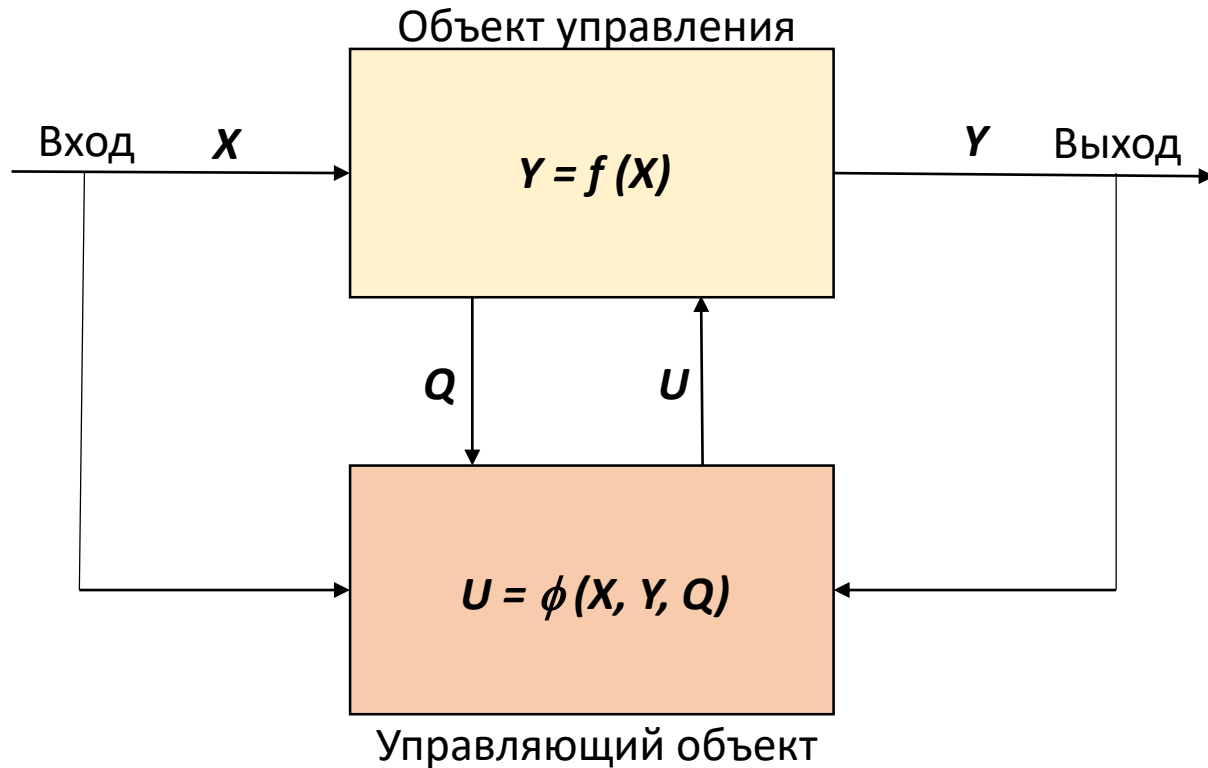 Объект управления
Вход X
Y = f (X)
Y Выход
Q U
U = ϕ (X, Y, Q)
Управляющий объект